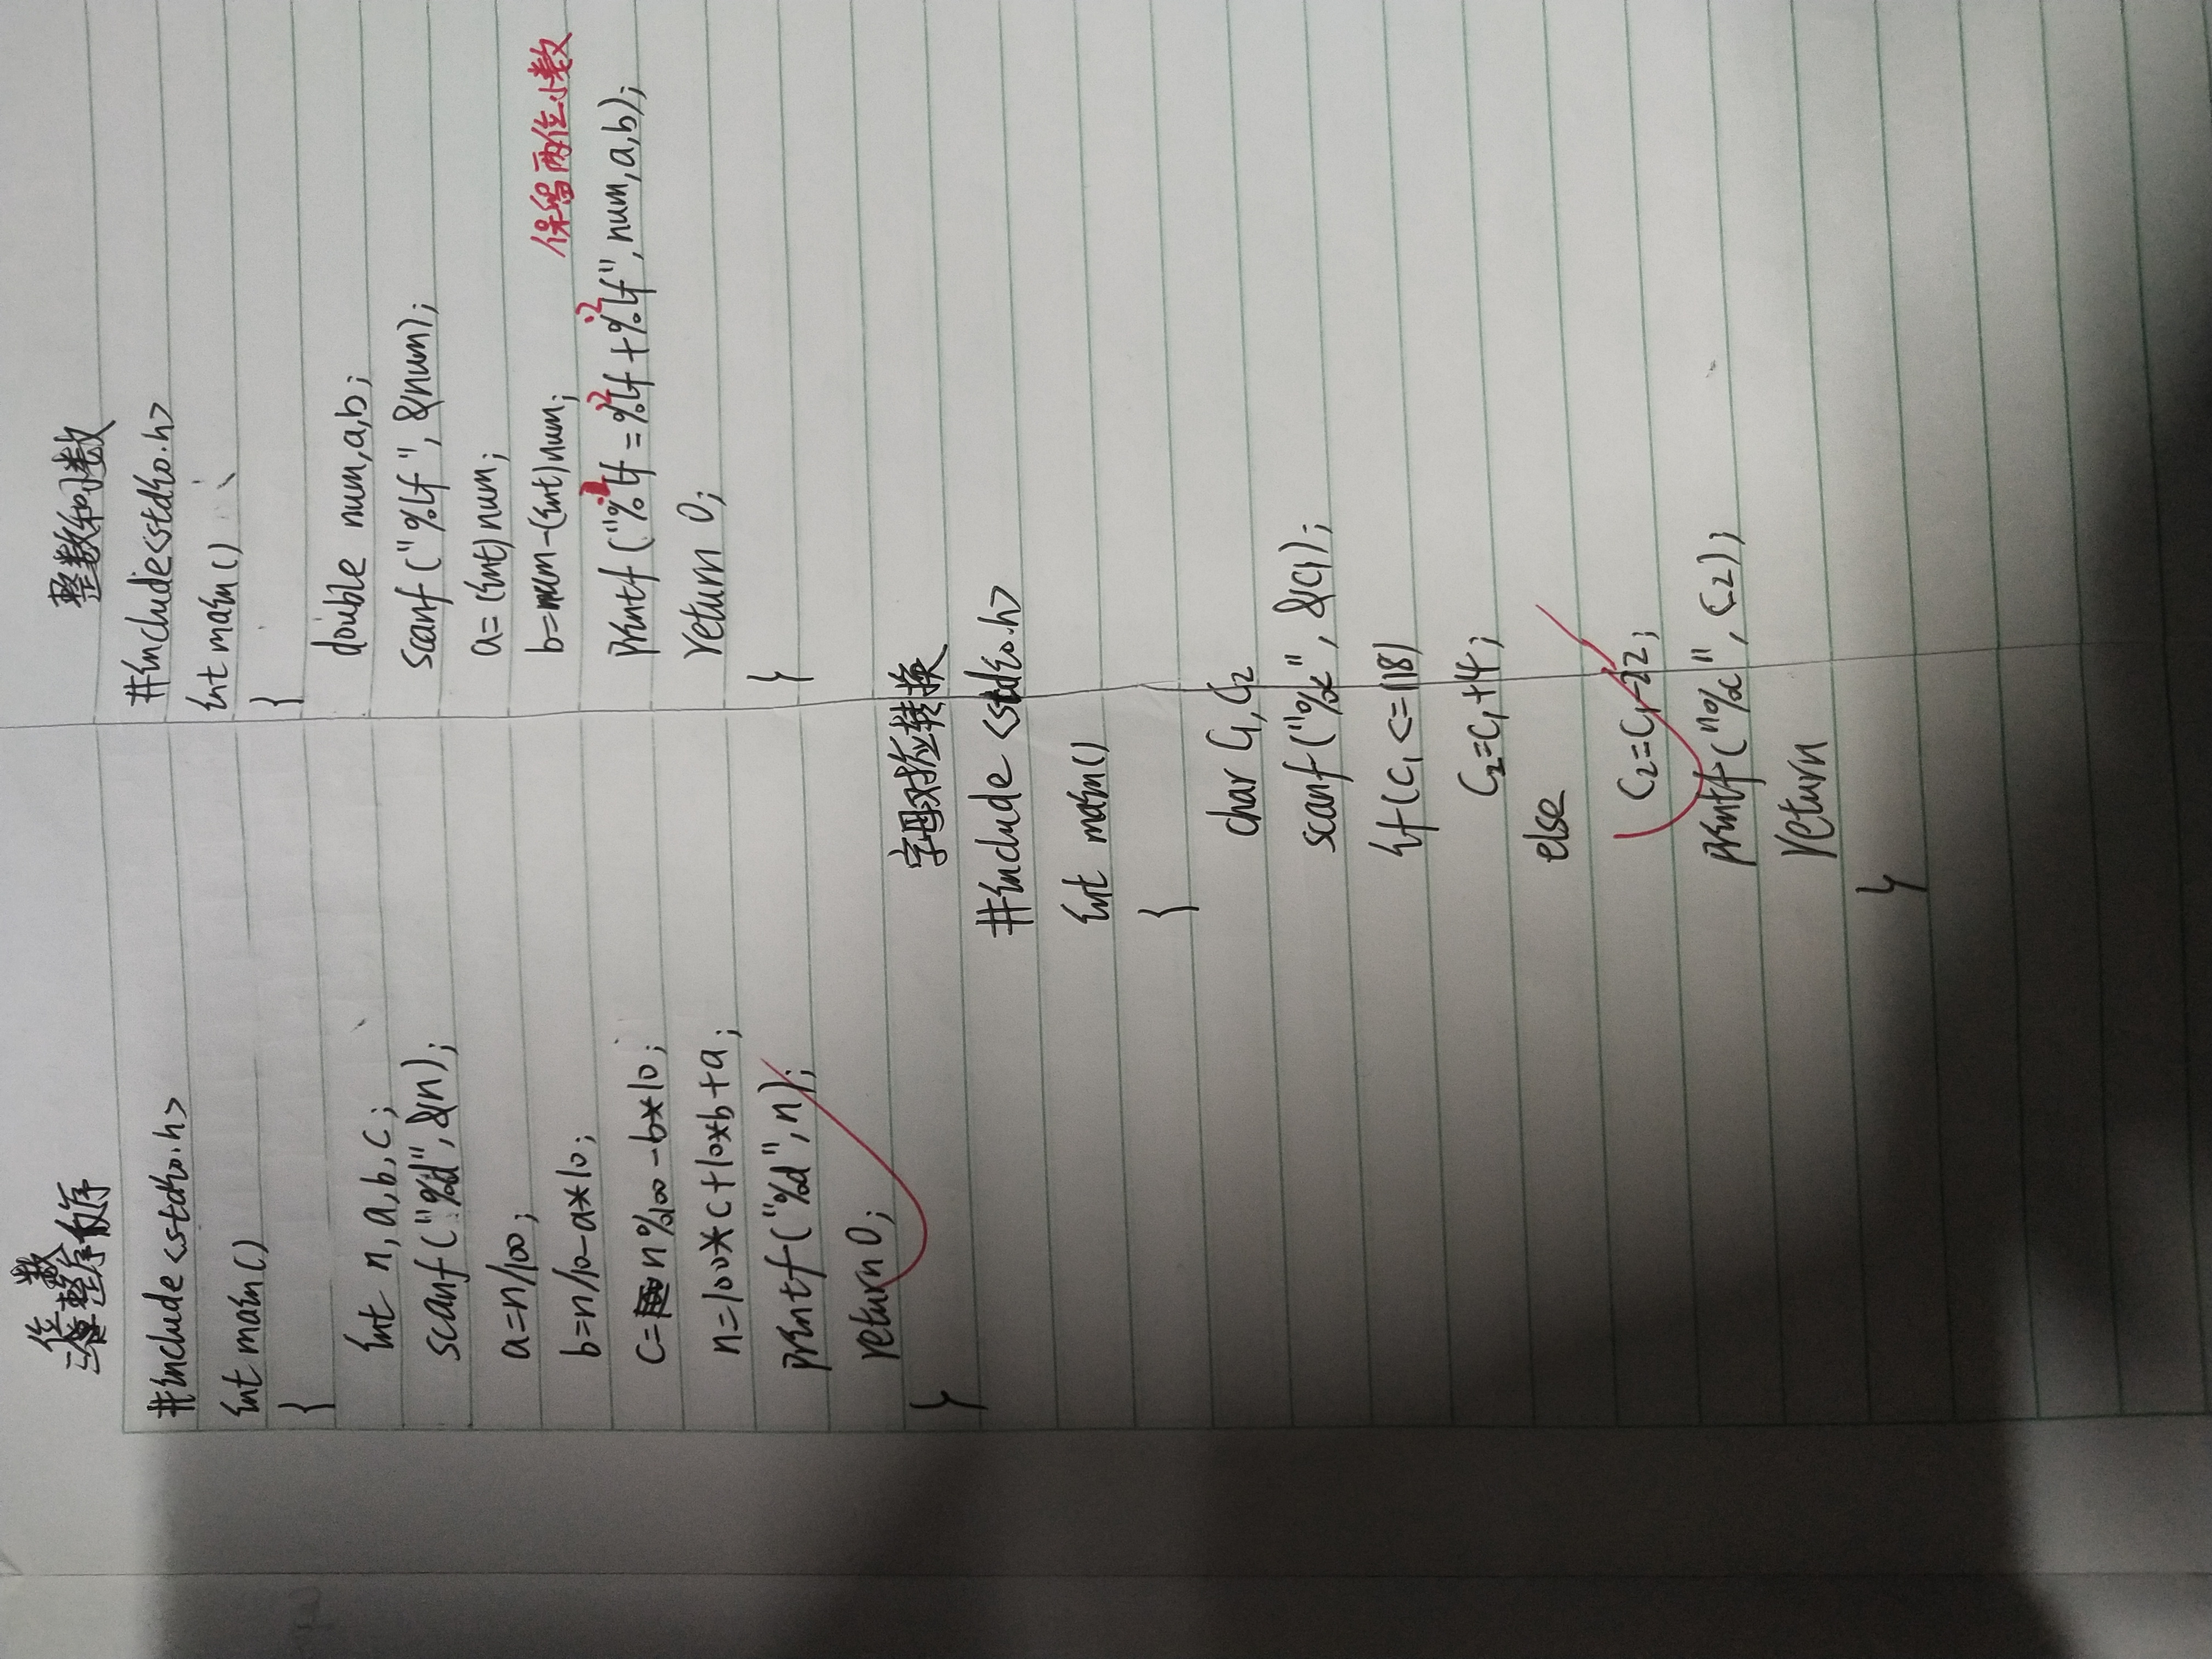 三位整数逆序
#include<stdio.h>
int main()
{
int n,a,b,c;
scanf("%d",&n);
a=n/100;
b=n/10-a*10;
c=n%100-b*10;
n=100*c+10*b+a;
printf("%d",n);
return 0;
}
整数和小数
#include<stdio.h>
int main()
{
double num,a,b;
scanf("%lf",&num);
a=(int)num;
b=num-(int)num;
保留两位小数
printf("%.2lf=%.2lf+%.2lf",num,a,b);
return 0;
}
字母对应转换
#include<stdio.h>
int main()
{
char c1,c2
scanf("%c",&c1);
if(c1<=118)
c2=c1+4;
else
c2=c1-22;
printf("%c",c2);
return
}